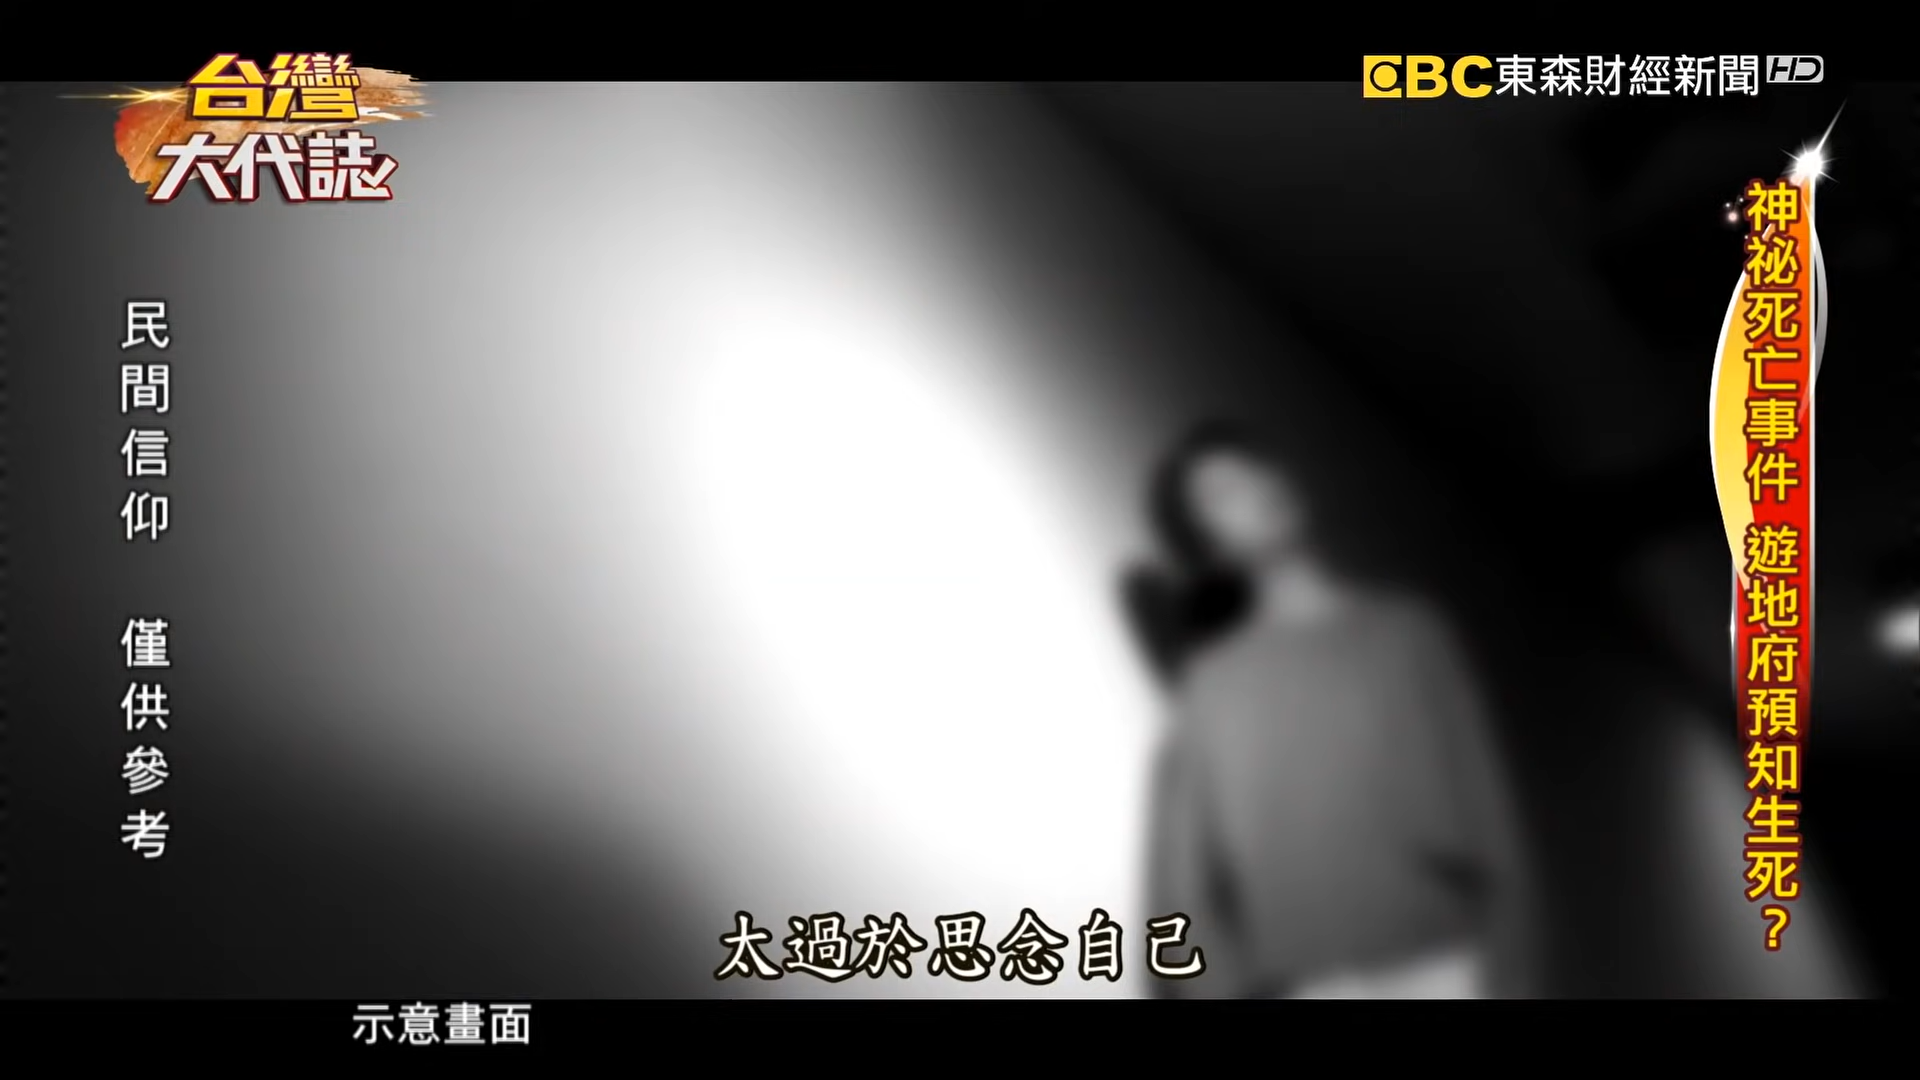 台灣
大代誌
EBC東森財經新聞HD
神祕死亡事件 遊地府預知生死？
民間信仰 僅供參考
太過於思念自己
示意畫面